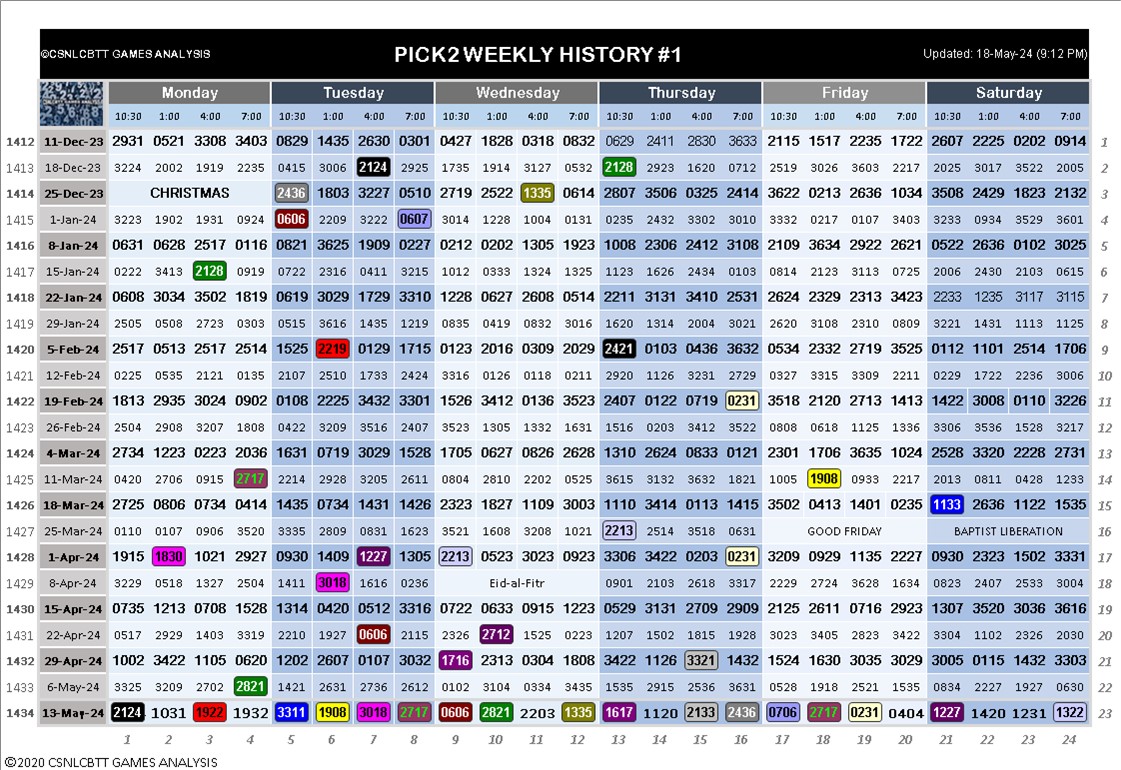 ©CSNLCBTT GAMES ANALYSIS PICK2 WEEKLY HISTORY #1 Updated: 18-May-24 (9:12 PM)
Monday Tuesday Wednesday Thursday Friday Saturday
10:30 1:00 4:00 7:00 10:30 1:00 4:00 7:00 10:30 1:00 4:00 7:00 10:30 1:00 4:00 7:00 10:30 1:00 4:00 7:00 10:30 1:00 4:00 7:00
1412 11-Dec-23 2931 0521 3308 3403 0829 1435 2630 0301 0427 1828 0318 0832 0629 2411 2830 3633 2115 1517 2235 1722 2607 2225 0202 0914 1
1413 18-Dec-23 3224 2002 1919 2235 0415 3006 2124 2925 1735 1914 3127 0532 2128 2923 1620 0712 2519 3026 3603 2217 2025 3017 3522 2005 2
1414 25-Dec-23 CHRISTMAS 2436 1803 3227 0510 2719 2522 1335 0614 2807 3506 0325 2414 3622 0213 2636 1034 3508 2429 1823 2132 3
1415 1-Jan-24 3223 1902 1931 0924 0606 2209 3222 0607 3014 1228 1004 0131 0235 2432 3302 3010 3332 0217 0107 3403 3233 0934 3529 3601 4
1416 8-Jan-24 0631 0628 2517 0116 0821 3625 1909 0227 0212 0202 1305 1923 1008 2306 2412 3108 2109 3634 2922 2621 0522 2636 0102 3025 5
1417 15-Jan-24 0222 3413 2128 0919 0722 2316 0411 3215 1012 0333 1324 1325 1123 1626 2434 0103 0814 2123 3113 0725 2006 2430 2103 0615 6
1418 22-Jan-24 0608 3034 3502 1819 0619 3029 1729 3310 1228 0627 2608 0514 2211 3131 3410 2531 2624 2329 2313 3423 2233 1235 3117 3115 7
1419 29-Jan-24 2505 0508 2723 0303 0515 3616 1435 1219 0835 0419 0832 3016 1620 1314 2004 3021 2620 3108 2310 0809 3221 1431 1113 1125 8
1420 5-Feb-24 2517 0513 2517 2514 1525 2219 0129 1715 0123 2016 0309 2029 2421 0103 0436 3632 0534 2332 2719 3525 0112 1101 2514 1706 9
1421 12-Feb-24 0225 0535 2121 0135 2107 2510 1733 2424 3316 0126 0118 0211 2920 1126 3231 2729 0327 3315 3309 2211 0229 1722 2236 3006 10
1422 19-Feb-24 1813 2935 3024 0902 0108 2225 3432 3301 1526 3412 0136 3523 2407 0122 0719 0231 3518 2120 2713 1413 1422 3008 0110 3226 11
1423 26-Feb-24 2504 2908 3207 1808 0422 3209 3516 2407 3523 1305 1332 1631 1516 0203 3412 3522 0808 0618 1125 1336 3306 3536 1528 3217 12
1424 4-Mar-24 2734 1223 0223 2036 1631 0719 3029 1528 1705 0627 0826 2628 1310 2624 0833 0121 2301 1706 3635 1024 2528 3320 2228 2731 13
1425 11-Mar-24 0420 2706 0915 2717 2214 2928 3205 2611 0804 2810 2202 0525 3615 3132 3632 1821 1005 1908 0933 2217 2013 0811 0428 1233 14
1426 18-Mar-24 2725 0806 0734 0414 1435 0734 1431 1426 2323 1827 1109 3003 1110 3414 0113 1415 3502 0413 1401 0235 1133 2636 1122 1535 15
1427 25-Mar-24 0110 0107 0906 3520 3335 2809 0831 1623 3521 1608 3208 1021 2213 2514 3518 0631 GOOD FRIDAY BAPTIST LIBERATION 16
1428 1-Apr-24 1915 1830 1021 2927 0930 1409 1227 1305 2213 0523 3023 0923 3306 3422 0203 0231 3209 0929 1135 2227 0930 2323 1502 3331 17
1429 8-Apr-24 3229 0518 1327 2504 1411 3018 1616 0236 Eid-al-Fitr 0901 2103 2618 3317 2229 2724 3628 1634 0823 2407 2533 3004 18
1430 15-Apr-24 0735 1213 0708 1528 1314 0420 0512 3316 0722 0633 0915 1223 0529 3131 2709 2909 2125 2611 0716 2923 1307 3520 3036 3616 19
1431 22-Apr-24 0517 2929 1403 3319 2210 1927 0606 2115 2326 2712 1525 0223 1207 1502 1815 1928 3023 3405 2823 3422 3304 1102 2326 2030 20
1432 29-Apr-24 1002 3422 1105 0620 1202 2607 0107 3032 1716 2313 0304 1808 3422 1126 3321 1432 1524 1630 3035 3029 3005 0115 1432 3303 21
1433 6-May-24 3325 3209 2702 2821 1421 2631 2736 2612 0102 3104 0334 3435 1535 2915 2536 3631 0528 1918 2521 1535 0834 2227 1927 0630 22
1434 13-May-24 2124 1031 1922 1932 3311 1908 3018 2717 0606 2821 2203 1335 1617 1120 2133 2436 0706 2717 0231 0404 1227 1420 1231 1322 23
1 2 3 4 5 6 7 8 9 10 11 12 13 14 15 16 17 18 19 20 21 22 23 24
©2020 CSNLCBTT GAMES ANALYSIS